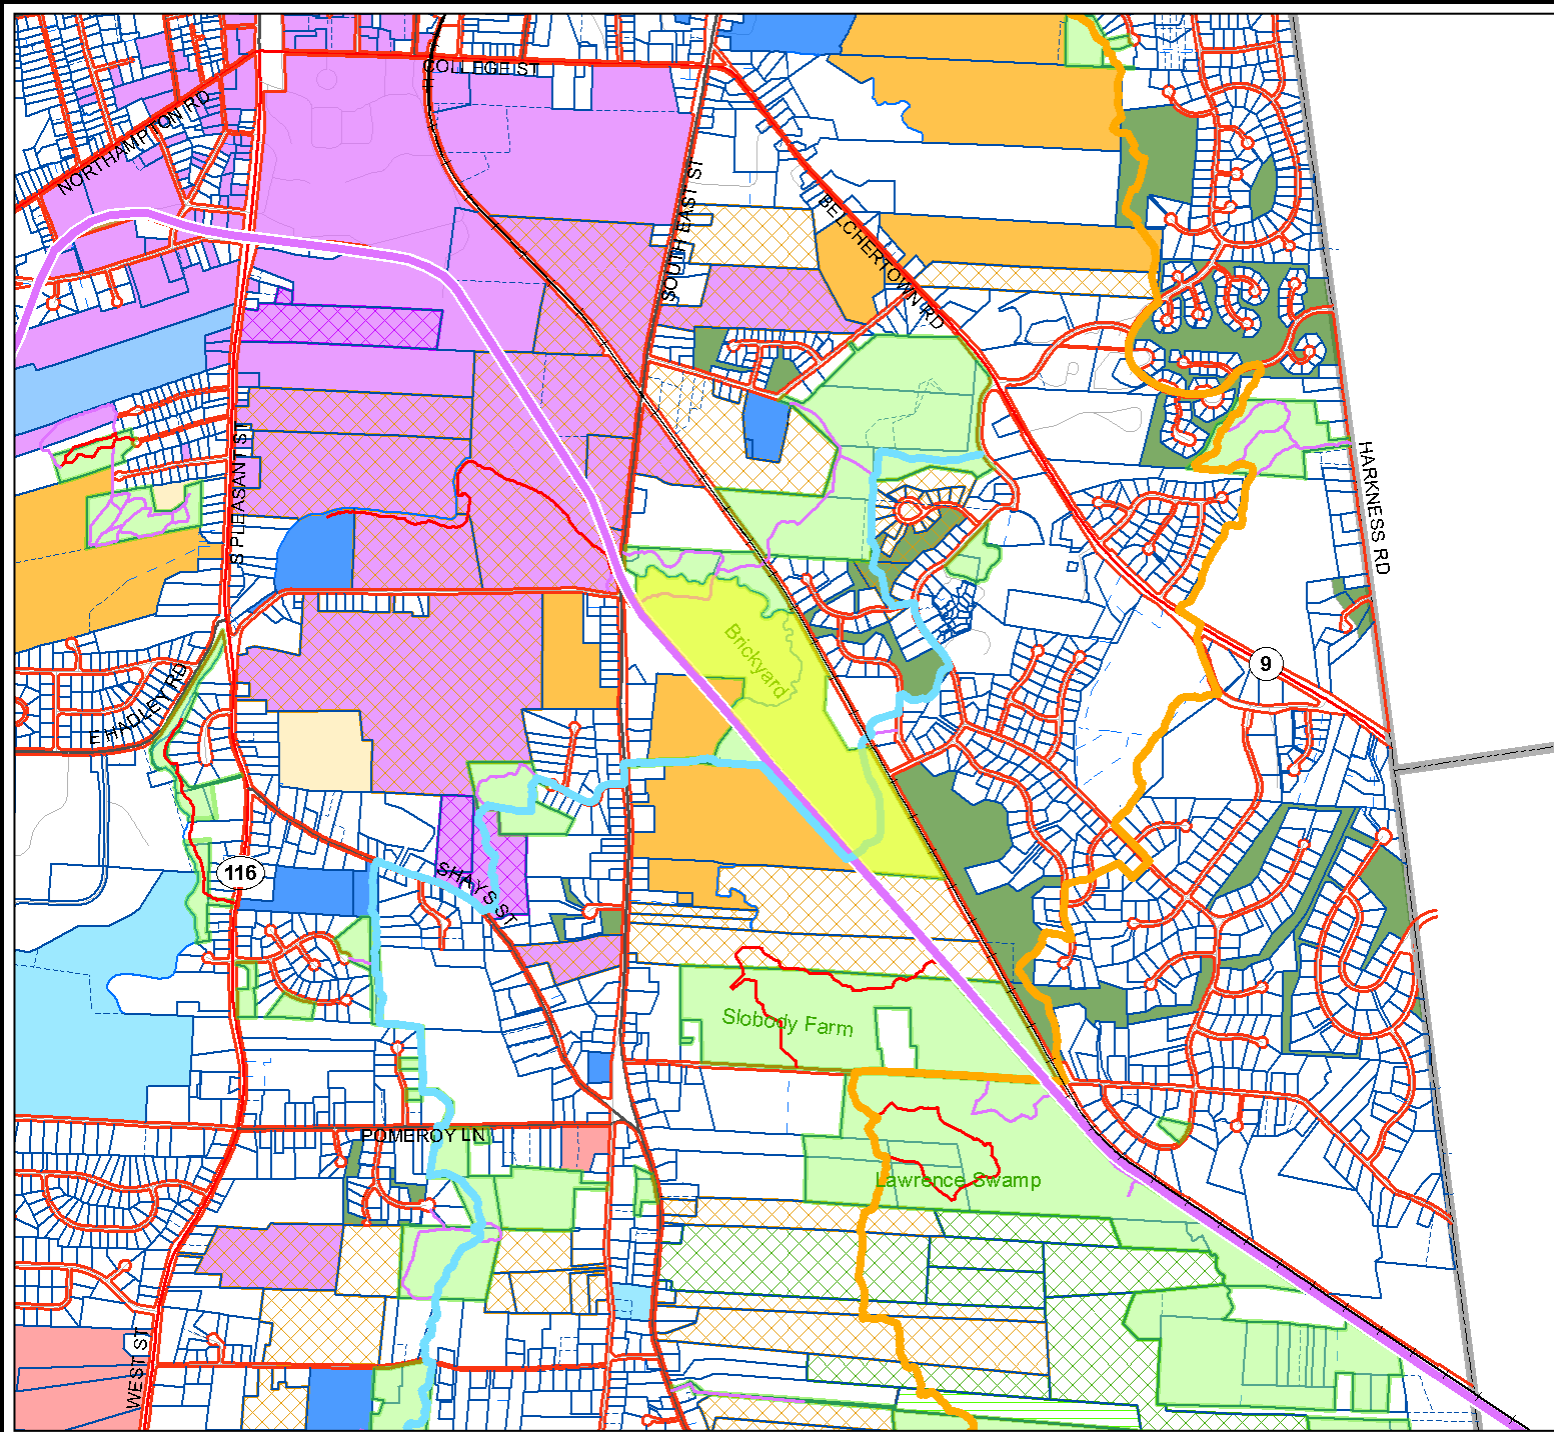 COLLEGE ST
NORTHAMPTON RD
SOUTH EAST ST
BELCHERTOWN RD
S PLEASANT ST
HARKNESS RD
Brickyard
9
E HADLEY RD
116
SHAYS ST
Slobody Farm
POMEROY LN
Lawrence Swamp
WEST ST